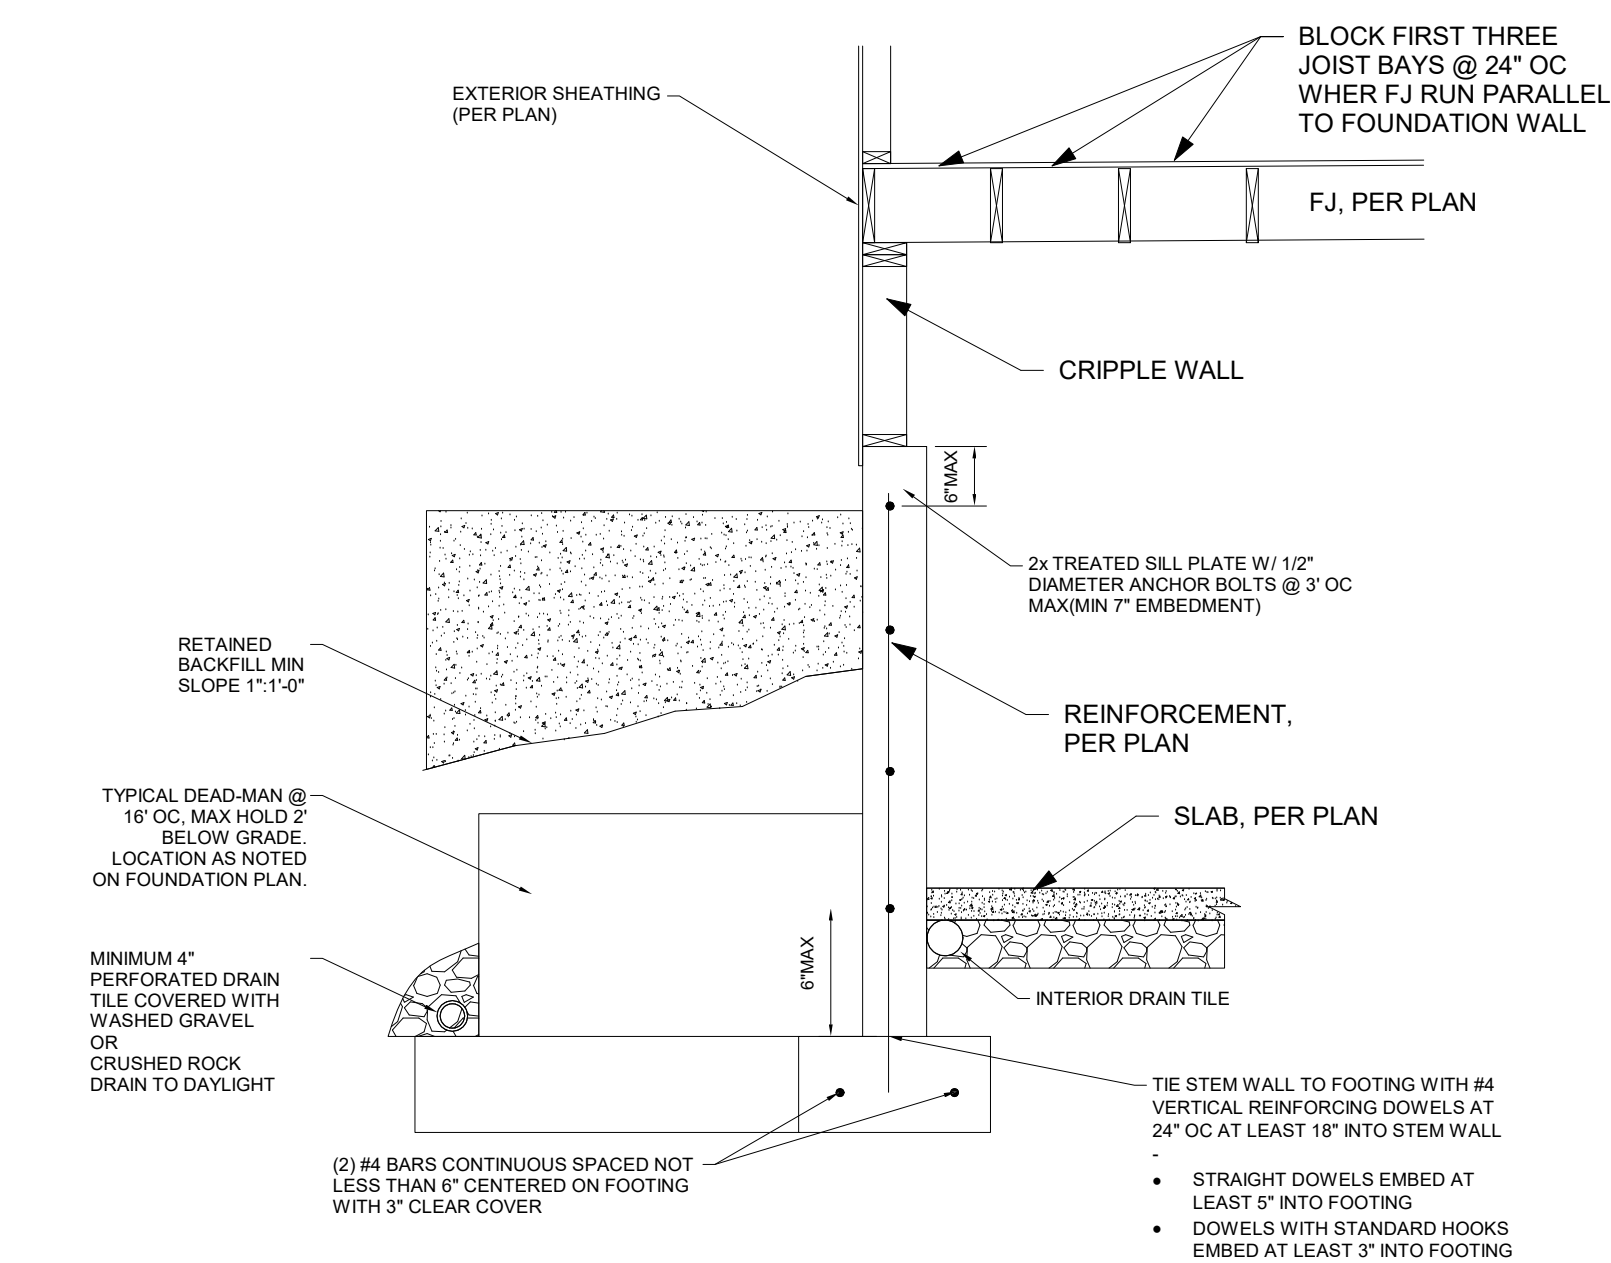 BLOCK FIRST THREE
JOIST BAYS @ 24" OC
WHER FJ RUN PARALLEL
TO FOUNDATION WALL
EXTERIOR SHEATHING
(PER PLAN)
FJ, PER PLAN
CRIPPLE WALL
6"MAX
2x TREATED SILL PLATE W/ 1/2"
DIAMETER ANCHOR BOLTS @ 3' OC
MAX(MIN 7" EMBEDMENT)
RETAINED
BACKFILL MIN
SLOPE 1":1'-0"
REINFORCEMENT,
PER PLAN
TYPICAL DEAD-MAN @
16' OC, MAX HOLD 2'
BELOW GRADE.
LOCATION AS NOTED
ON FOUNDATION PLAN.
SLAB, PER PLAN
MINIMUM 4"
PERFORATED DRAIN
TILE COVERED WITH
WASHED GRAVEL
OR
CRUSHED ROCK
DRAIN TO DAYLIGHT
6"MAX
INTERIOR DRAIN TILE
TIE STEM WALL TO FOOTING WITH #4
VERTICAL REINFORCING DOWELS AT
24" OC AT LEAST 18" INTO STEM WALL
-
• STRAIGHT DOWELS EMBED AT
LEAST 5" INTO FOOTING
• DOWELS WITH STANDARD HOOKS
EMBED AT LEAST 3" INTO FOOTING
(2) #4 BARS CONTINUOUS SPACED NOT
LESS THAN 6" CENTERED ON FOOTING
WITH 3" CLEAR COVER